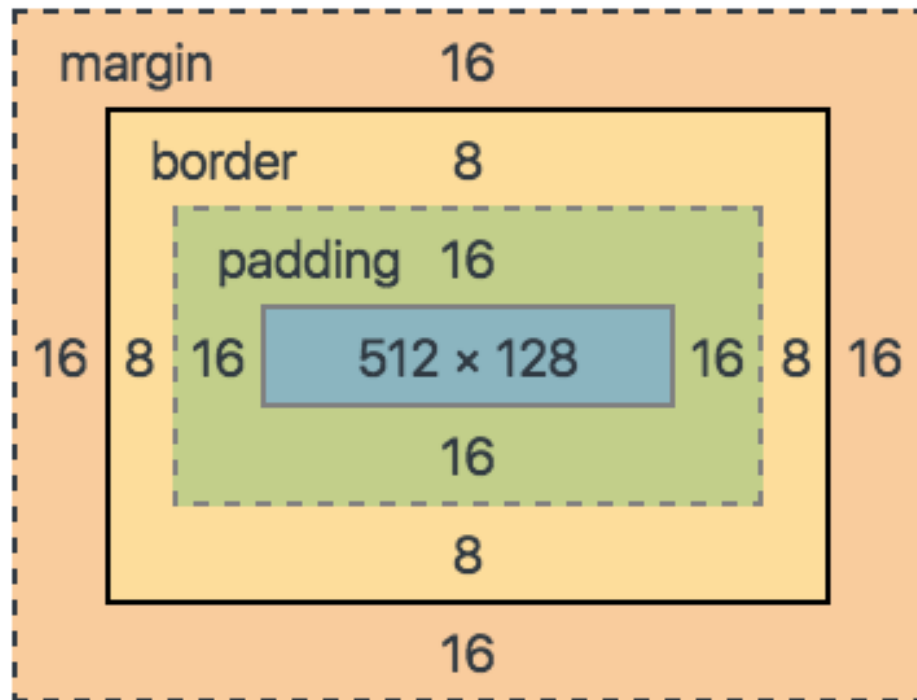 margin 16
border 8
padding 16
16 8 16 512 × 128 16 8 16
16
8
16